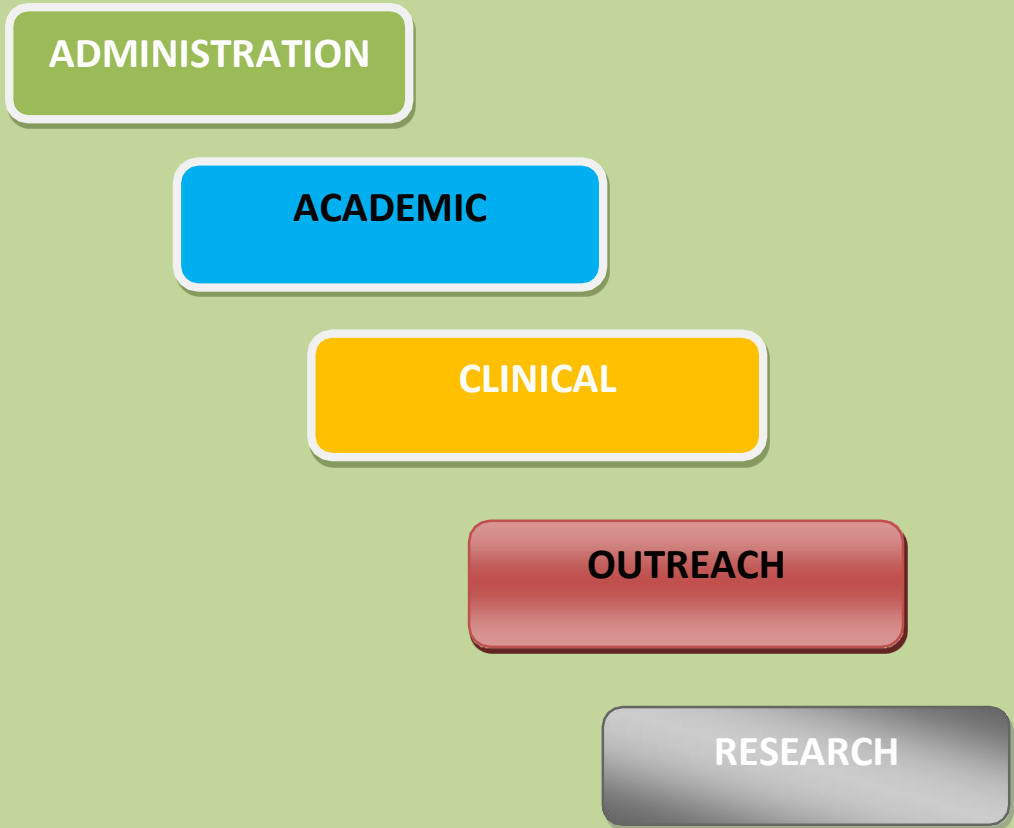 ADMINISTRATION
ACADEMIC
CLINICAL
OUTREACH
RESEARCH